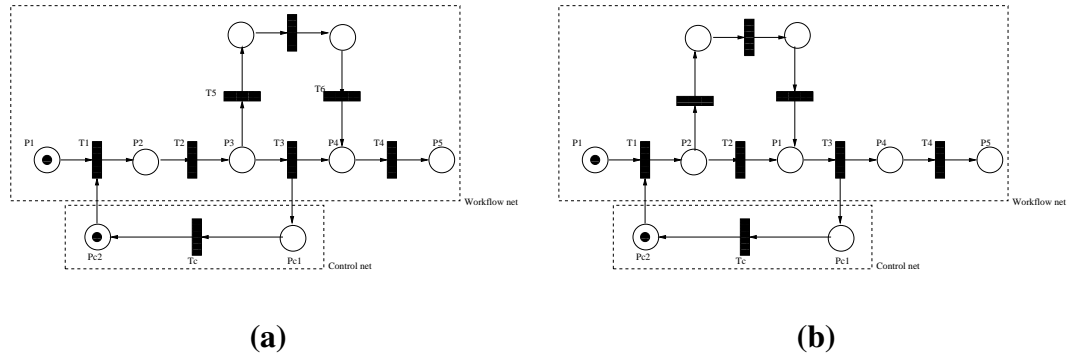 T5
T6
P1
T1
P2
T2
P3
T3
P4
T4
P5
Workflow net
Pc2
Tc
Pc1
Control net
(a)
P1
T1
P2
T2
P1
T3
P4
T4
P5
Workflow net
Pc2
Tc
Pc1
Control net
(b)